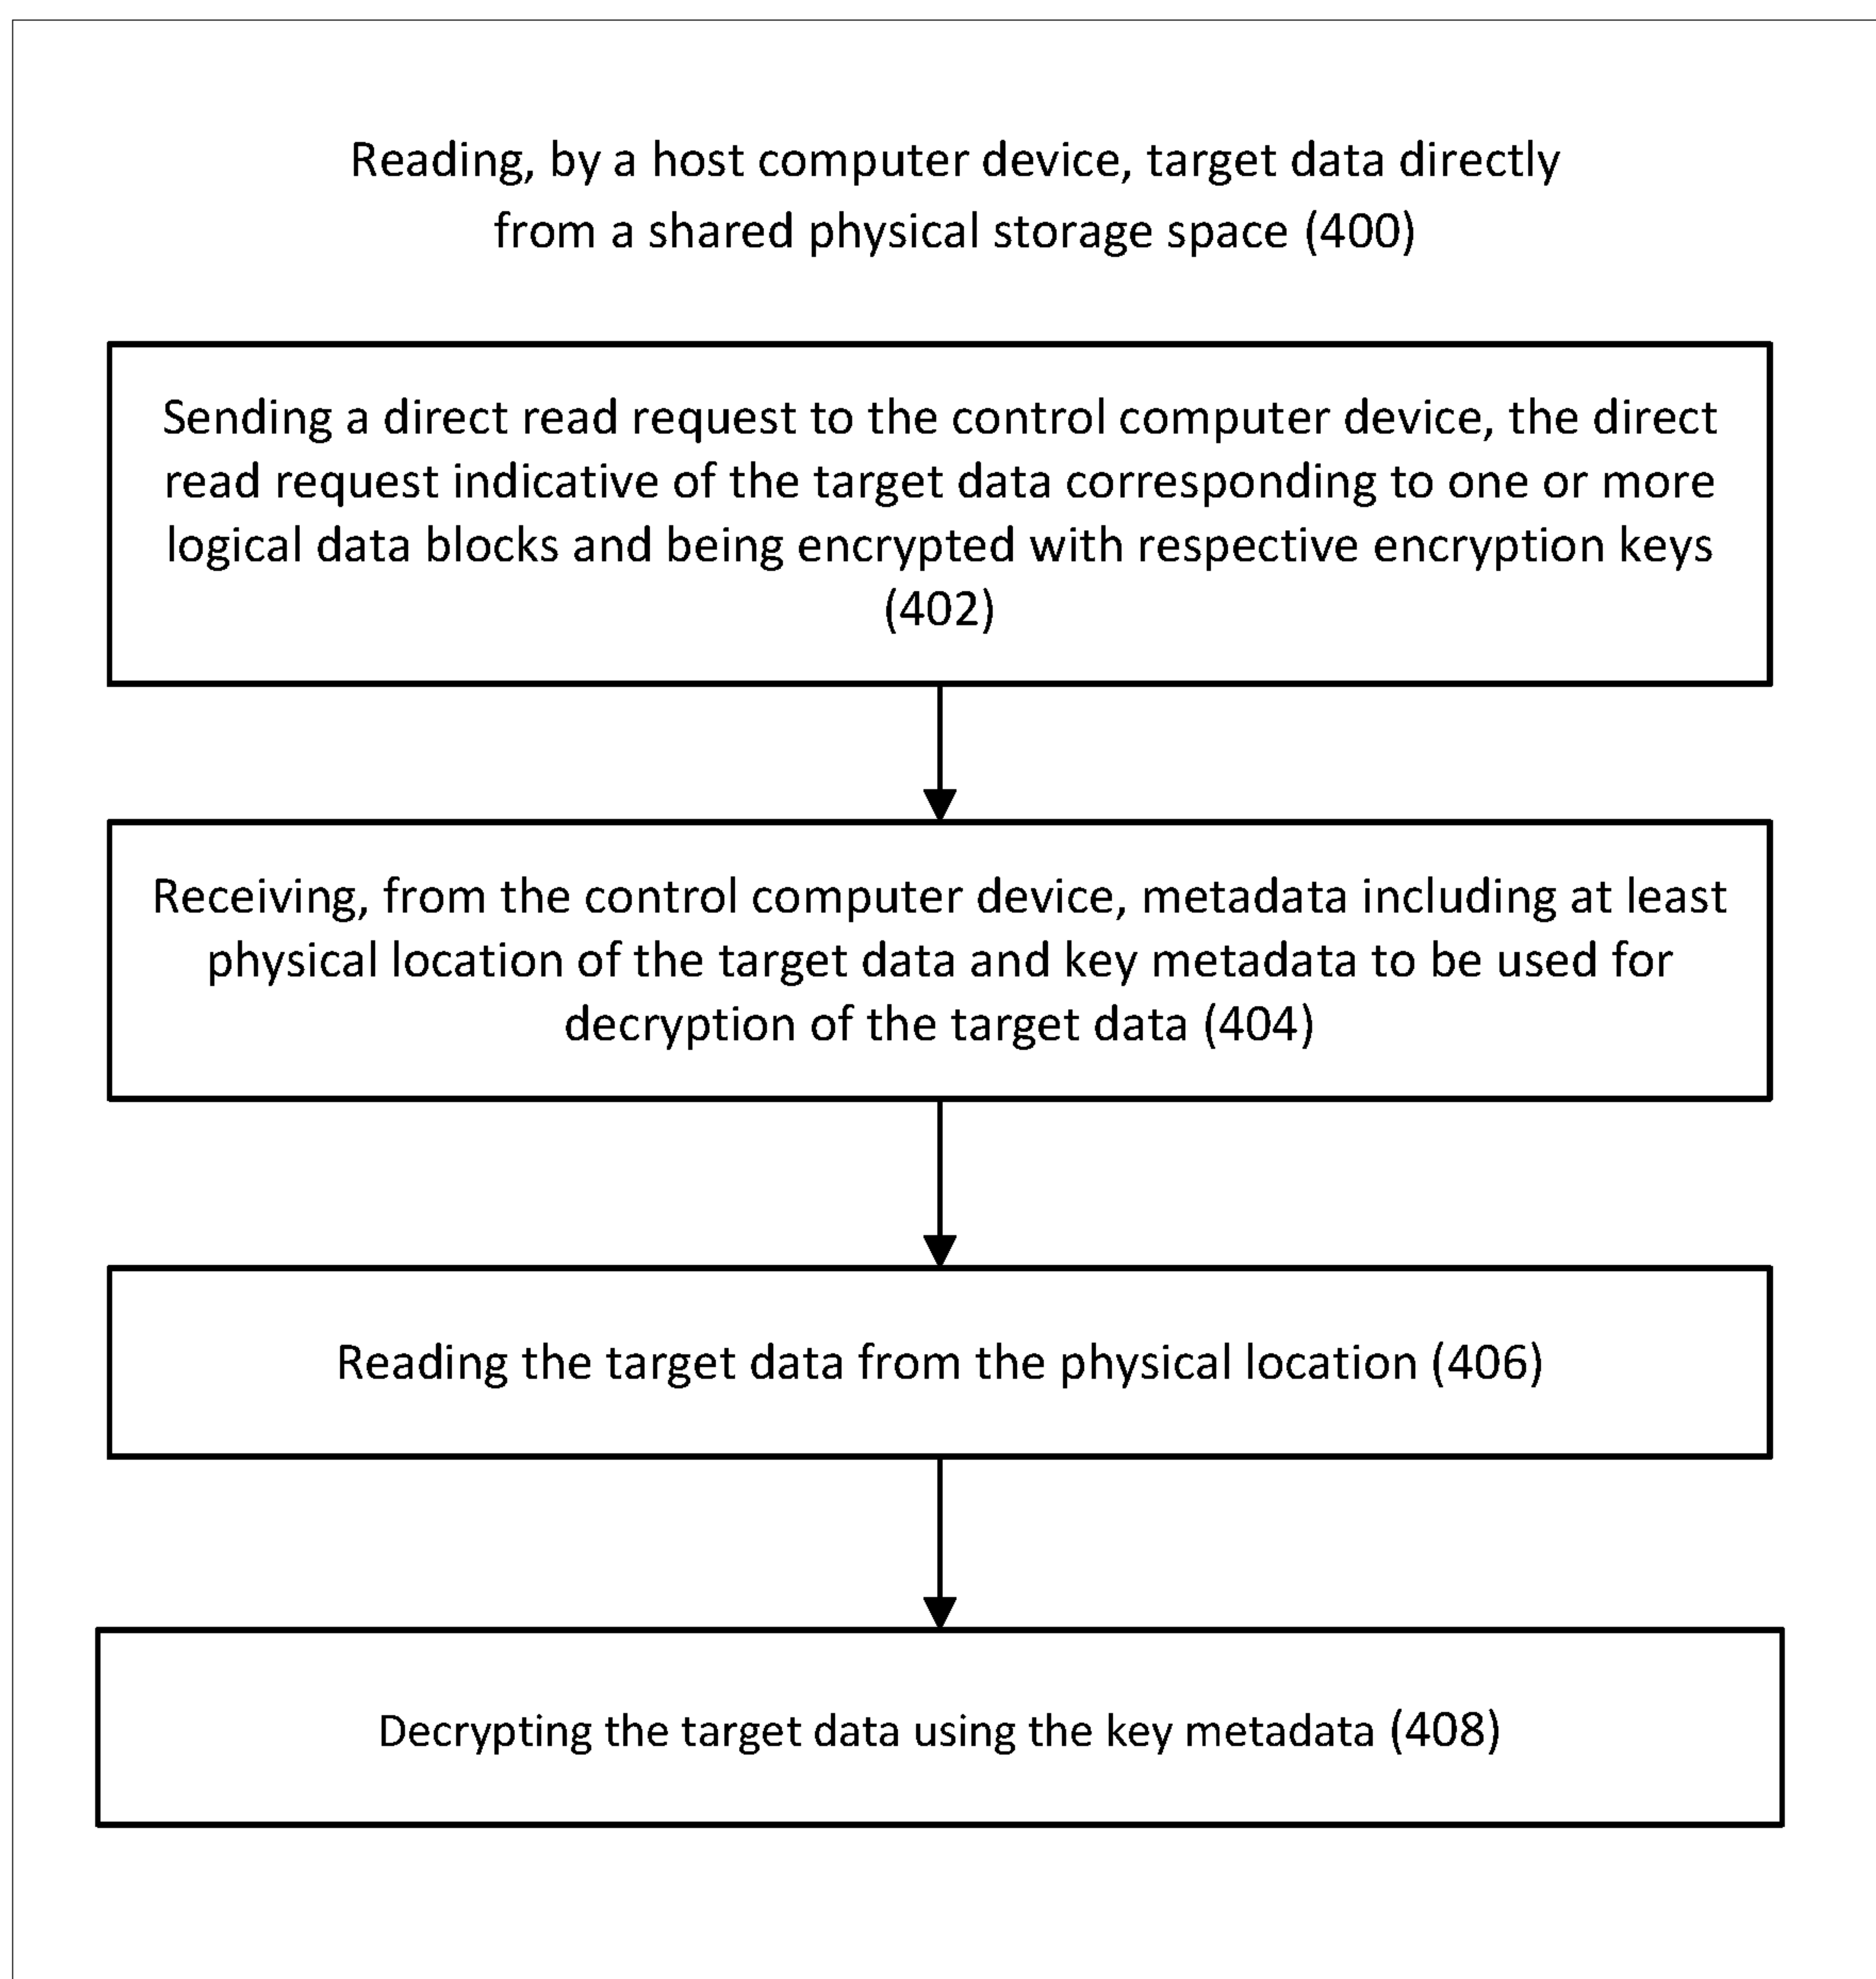 Reading, by a host computer device, target data directly
from a shared physical storage space (400)
Sending a direct read request to the control computer device, the direct
read request indicative of the target data corresponding to one or more
logical data blocks and being encrypted with respective encryption keys
(402)
Receiving, from the control computer device, metadata including at least
physical location of the target data and key metadata to be used for
decryption of the target data (404)
Reading the target data from the physical location (406)
Decrypting the target data using the key metadata (408)